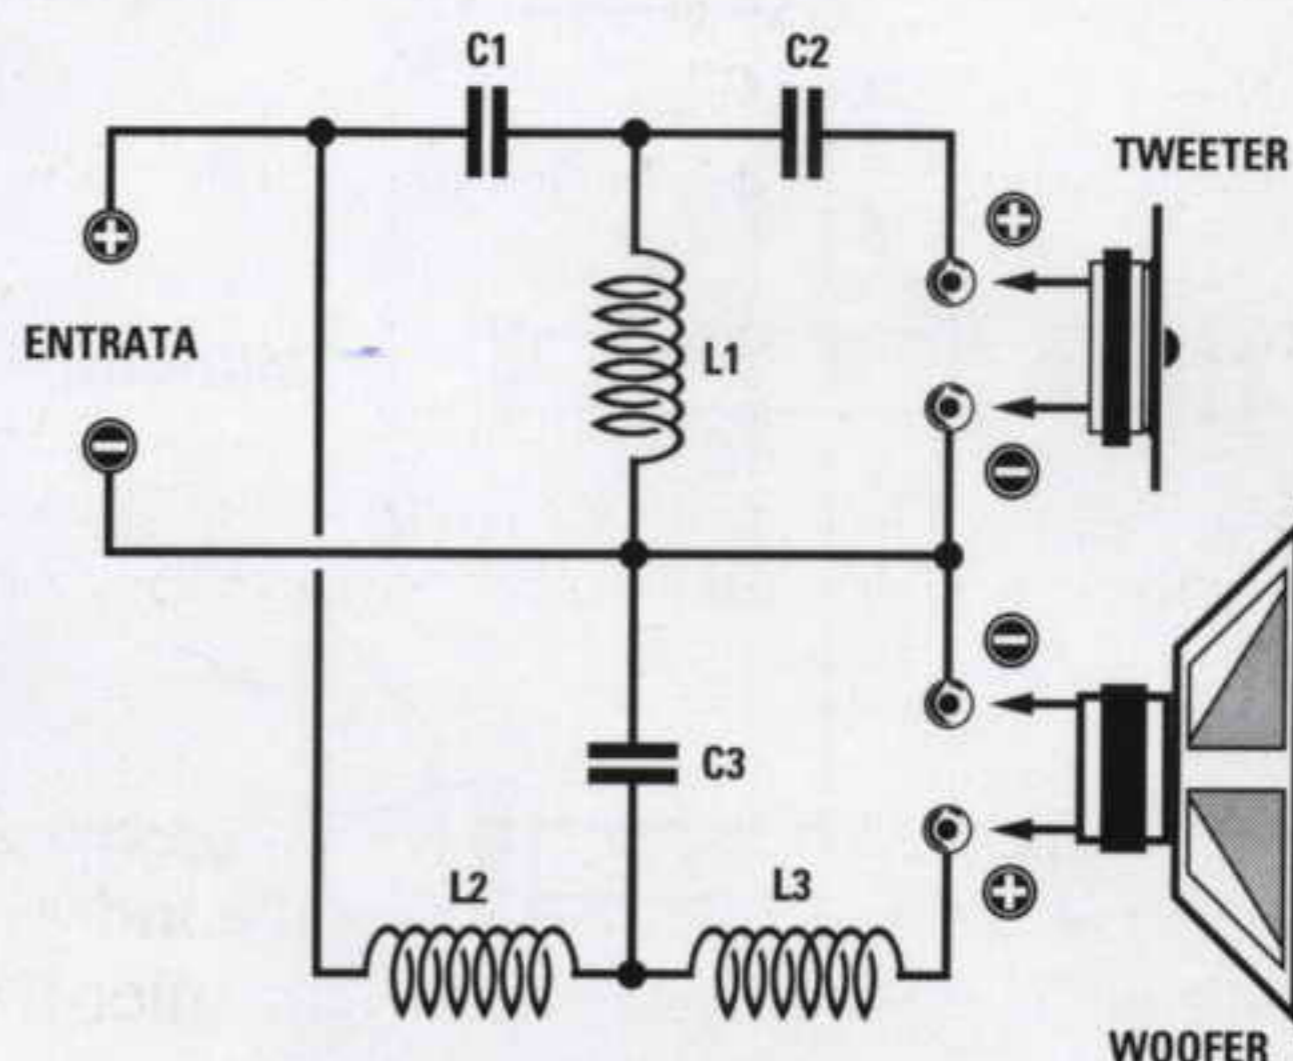 C1
C2
TWEETER
+
+
ENTRATA
L1
-
-
-
C3
L2
L3
+
WOOFER